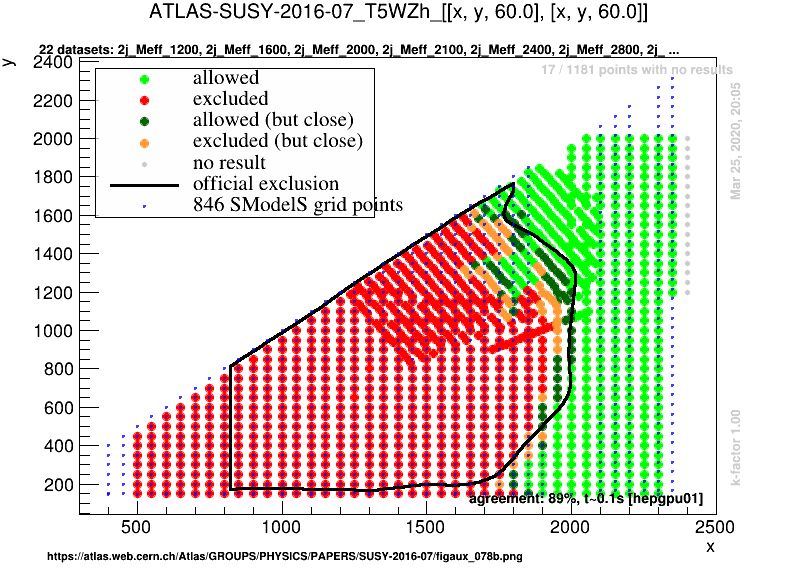 ATLAS-SUSY-2016-07_T5WZh_[[x, y, 60.0], [x, y, 60.0]]
22 datasets: 2j_Meff_1200, 2j_Meff_1600, 2j_Meff_2000, 2j_Meff_2100, 2j_Meff_2400, 2j_Meff_2800, 2j_ ...
y
17 / 1181 points with no results
allowed
excluded
allowed (but close)
excluded (but close)
no result
official exclusion
846 SModelS grid points
Mar 25, 2020, 20:05
k-factor 1.00
2400
2200
2000
1800
1600
1400
1200
1000
800
600
400
200
agreement: 89%, t~0.1s [hepgpu01]
500
1000
1500
2000
2500
x
https://atlas.web.cern.ch/Atlas/GROUPS/PHYSICS/PAPERS/SUSY-2016-07/figaux_078b.png